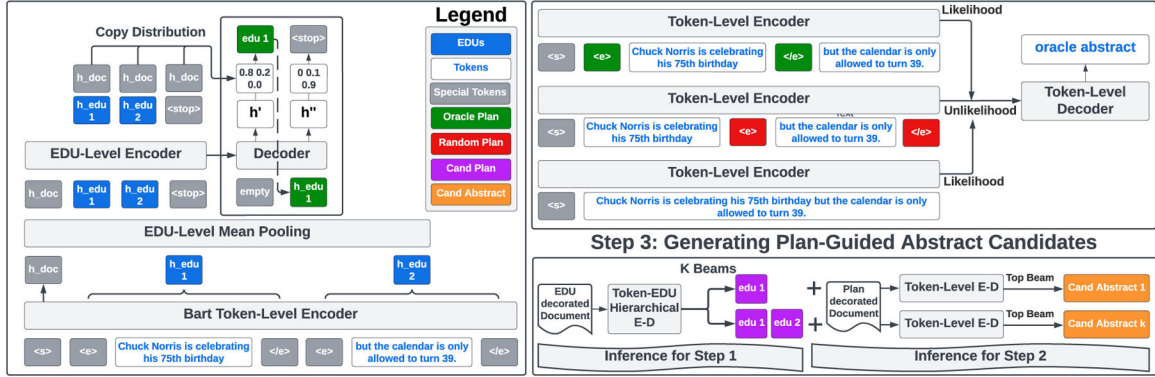 Copy Distribution
h_doc h_doc h_doc
h_edu 1 h_edu 2 <stop>
EDU-Level Encoder
h_doc h_edu 1 h_edu 2 <stop>
edu 1 <stop>
0.8 0.2 0.0
0 0.1 0.9
h' h"
Decoder
empty h_edu 1
EDU-Level Mean Pooling
h_doc h_edu 1 h_edu 2
Bart Token-Level Encoder
<s> <e> Chuck Norris is celebrating his 75th birthday </e> <e> but the calendar is only allowed to turn 39. </e>
Legend
EDUs
Tokens
Special Tokens
Oracle Plan
Random Plan
Cand Plan
Cand Abstract
Token-Level Encoder
<s> <e> Chuck Norris is celebrating his 75th birthday </e> but the calendar is only allowed to turn 39.
Token-Level Encoder
<s> Chuck Norris is celebrating his 75th birthday <e> but the calendar is only allowed to turn 39. </e>
Token-Level Encoder
<s> Chuck Norris is celebrating his 75th birthday but the calendar is only allowed to turn 39.
Likelihood
Unlikelihood
Likelihood
oracle abstract
Token-Level Decoder
Step 3: Generating Plan-Guided Abstract Candidates
EDU decorated Document
Token-EDU Hierarchical E-D
K Beams
edu 1
edu 1 edu 2
+
+
Plan decorated Document
Token-Level E-D
Top Beam
Cand Abstract 1
Token-Level E-D
Top Beam
Cand Abstract k
Inference for Step 1
Inference for Step 2